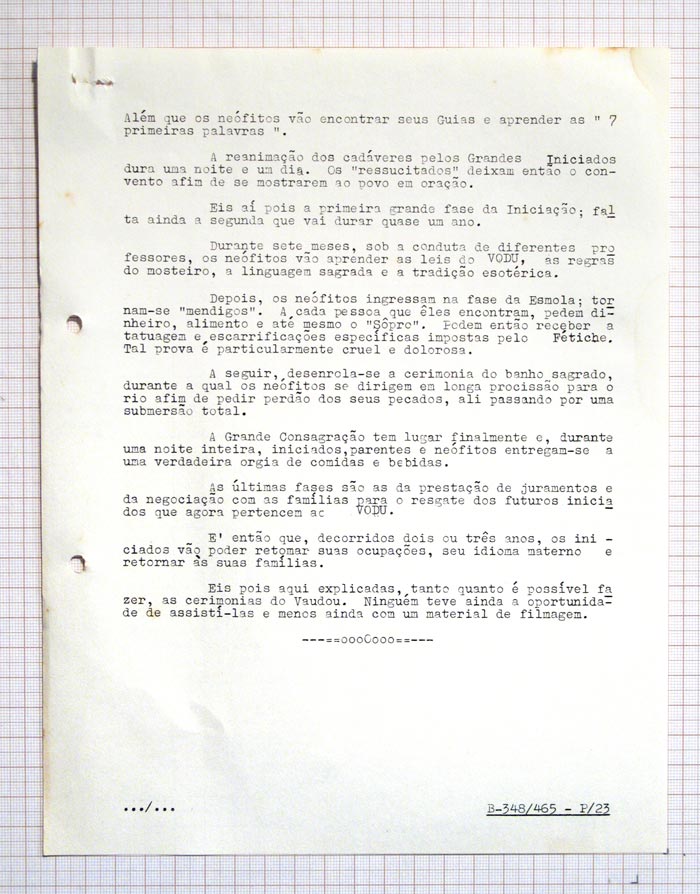 Além que os neófitos vão encontrar seus Guias e aprender as " 7
primeiras palavras ".
A reanimação dos cadáveres pelos Grandes Iniciados
dura uma noite e um dia. Os "ressucitados" deixam então o con-
vento afim de se mostrarem ao povo em oração.
Eis aí pois a primeira grande fase da Iniciação; fal
ta ainda a segunda que vai durar quase um ano.
Durante sete meses, sob a conduta de diferentes pro
fessores, os neófitos vão aprender as leis do VODU, as regras
do mosteiro, a linguagem sagrada e a tradição esotérica.
Depois, os neófitos ingressam na fase da Esmola; tor
nam-se "mendigos". A cada pessoa que êles encontram, pedem di-
nheiro, alimento e até mesmo o "Sôpro". Podem então receber a
tatuagem e escarrificações específicas impostas pelo Fétiche.
Tal prova é particularmente cruel e dolorosa.
A seguir, desenrola-se a cerimonia do banho sagrado,
durante a qual os neófitos se dirigem em longa procissão para o
rio afim de pedir perdão dos seus pecados, ali passando por uma
submersão total.
A Grande Consagração tem lugar finalmente e, durante
uma noite inteira, iniciados,parentes e neófitos entregam-se a
uma verdadeira orgia de comidas e bebidas.
As últimas fases são as da prestação de juramentos e
da negociação com as famílias para o resgate dos futuros inicia
dos que agora pertencem ao VODU.
E' então que, decorridos dois ou três anos, os ini -
ciados vão poder retomar suas ocupações, seu idioma materno e
retornar às suas famílias.
Eis pois aqui explicadas, tanto quanto é possível fa
zer, as cerimonias do Vaudou. Ninguém teve ainda a oportunida-
de de assistí-las e menos ainda com um material de filmagem.
---==oooOooo==---
.../...
B-348/465 - P/23